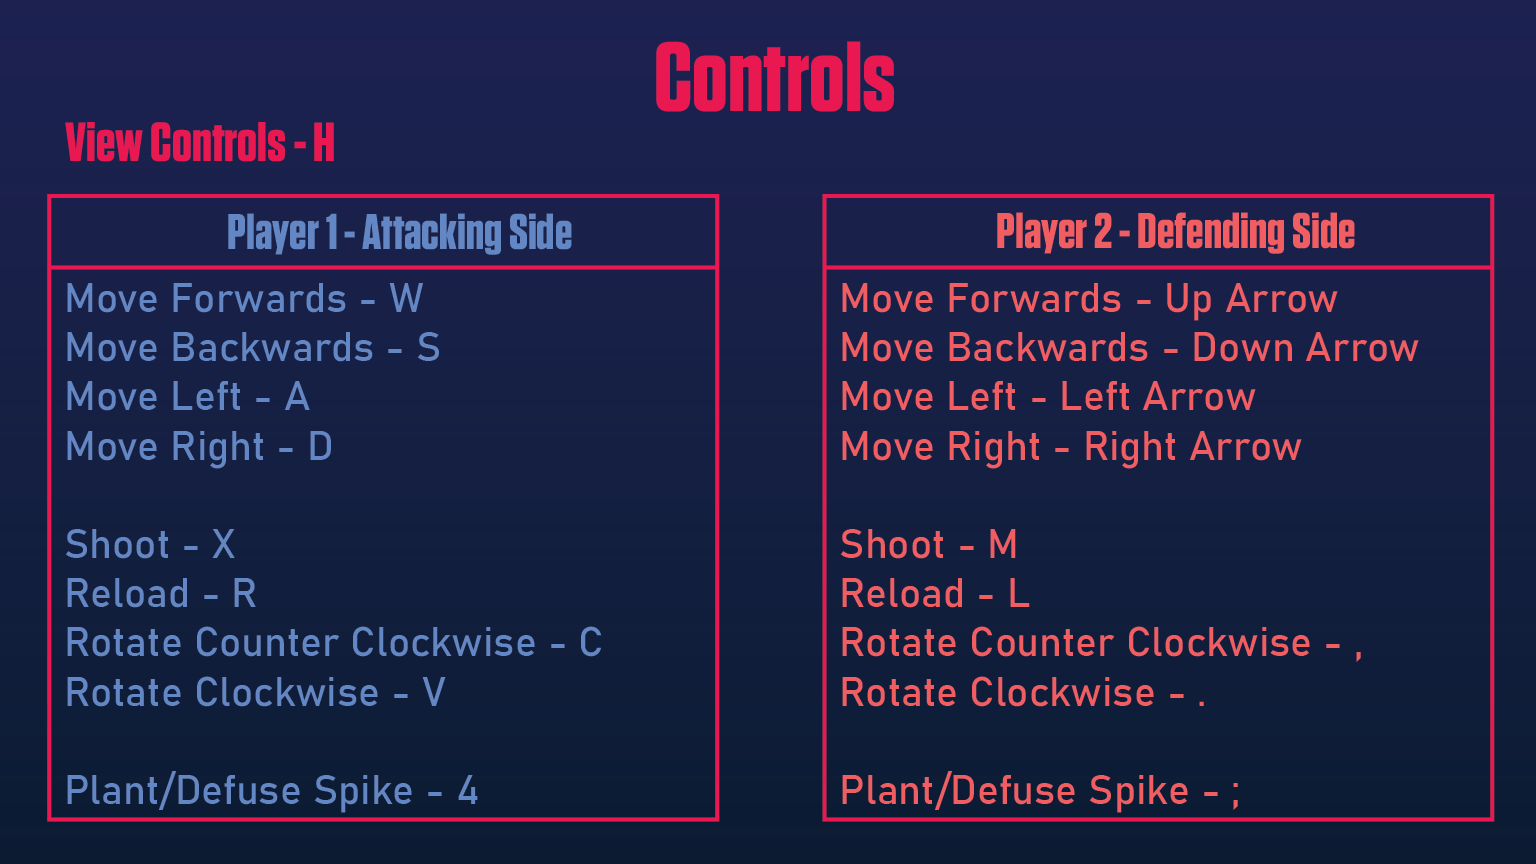 Controls
View Controls - H
Player 1 - Attacking Side
Move Forwards - W
Move Backwards - S
Move Left - A
Move Right - D
Shoot - X
Reload - R
Rotate Counter Clockwise - C
Rotate Clockwise - V
Plant/Defuse Spike - 4
Player 2 - Defending Side
Move Forwards - Up Arrow
Move Backwards - Down Arrow
Move Left - Left Arrow
Move Right - Right Arrow
Shoot - M
Reload - L
Rotate Counter Clockwise - ,
Rotate Clockwise - .
Plant/Defuse Spike - ;